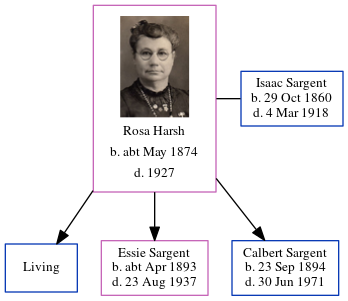 Rosa Harsh
b. abt May 1874
d. 1927
Isaac Sargent
b. 29 Oct 1860
d. 4 Mar 1918
Living
Essie Sargent
b. abt Apr 1893
d. 23 Aug 1937
Calbert Sargent
b. 23 Sep 1894
d. 30 Jun 1971